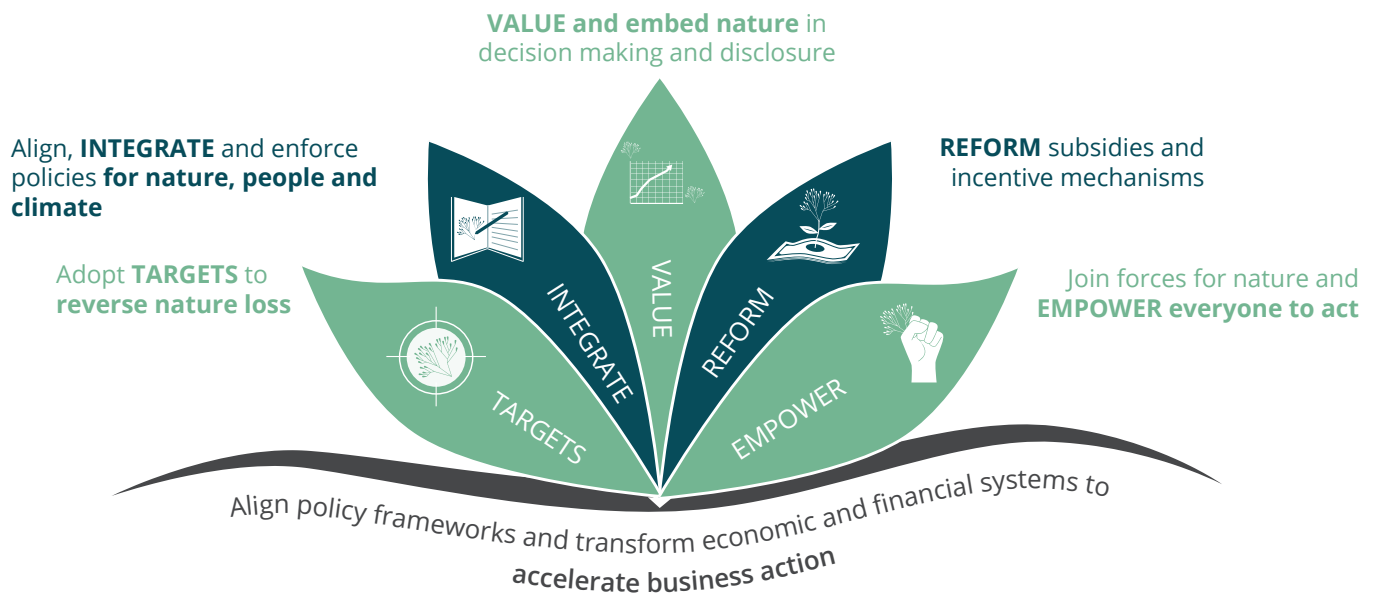 VALUE and embed nature in
decision making and disclosure
Align, INTEGRATE and enforce
policies for nature, people and
climate
REFORM subsidies and
incentive mechanisms
Adopt TARGETS to
reverse nature loss
Join forces for nature and
EMPOWER everyone to act
TARGETS
INTEGRATE
VALUE
REFORM
EMPOWER
Align policy frameworks and transform economic and financial systems to
accelerate business action